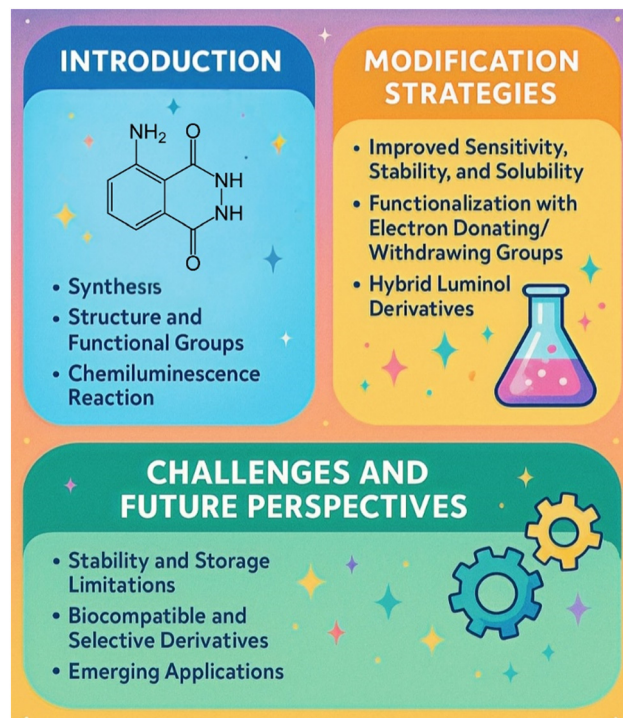 INTRODUCTION
NH₂
O
NH
NH
O
• Synthesis
• Structure and
Functional Groups
• Chemiluminescence
Reaction
MODIFICATION
STRATEGIES
• Improved Sensitivity,
Stability, and Solubility
• Functionalization with
Electron Donating/
Withdrawing Groups
• Hybrid Luminol
Derivatives
CHALLENGES AND
FUTURE PERSPECTIVES
• Stability and Storage
Limitations
• Biocompatible and
Selective Derivatives
• Emerging Applications